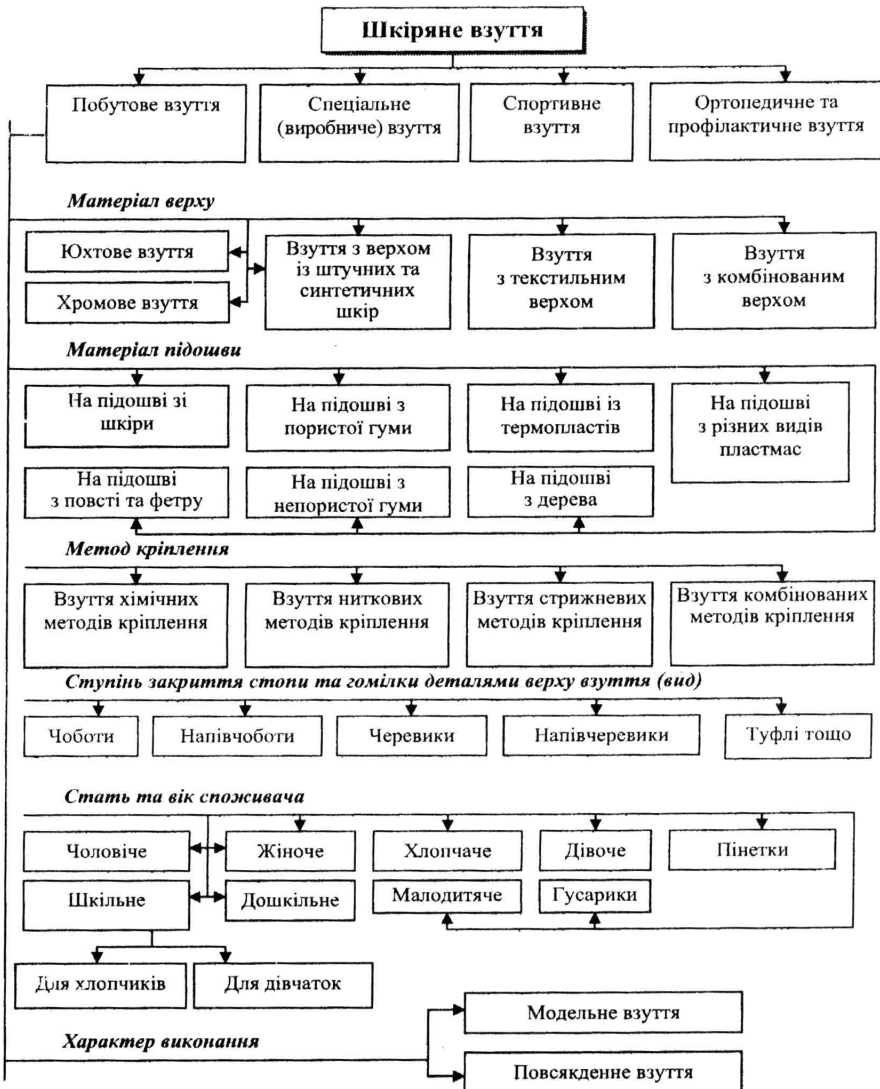 Шкіряне взуття
Побутове взуття
Спеціальне
(виробниче) взуття
Спортивне
взуття
Ортопедичне та
профілактичне взуття
Матеріал верху
Юхтове взуття
Хромове взуття
Взуття з верхом
із штучних та
синтетичних
шкір
Взуття
з текстильним
верхом
Взуття
з комбінованим
верхом
Матеріал підошви
На підошві зі
шкіри
На підошві з
пористої гуми
На підошві із
термопластів
На підошві
з різних видів
пластмас
На підошві
з повсті та фетру
На підошві з
непористої гуми
На підошві
з дерева
Метод кріплення
Взуття хімічних
методів кріплення
Взуття ниткових
методів кріплення
Взуття стрижневих
методів кріплення
Взуття комбінованих
методів кріплення
Ступінь закриття стопи та гомілки деталями верху взуття (вид)
Чоботи
Напівчоботи
Черевики
Напівчеревики
Туфлі тощо
Стать та вік споживача
Чоловіче
Жіноче
Хлопчаче
Дівоче
Пінетки
Шкільне
Дошкільне
Малодитяче
Гусарики
Для хлопчиків
Для дівчаток
Характер виконання
Модельне взуття
Повсякденне взуття